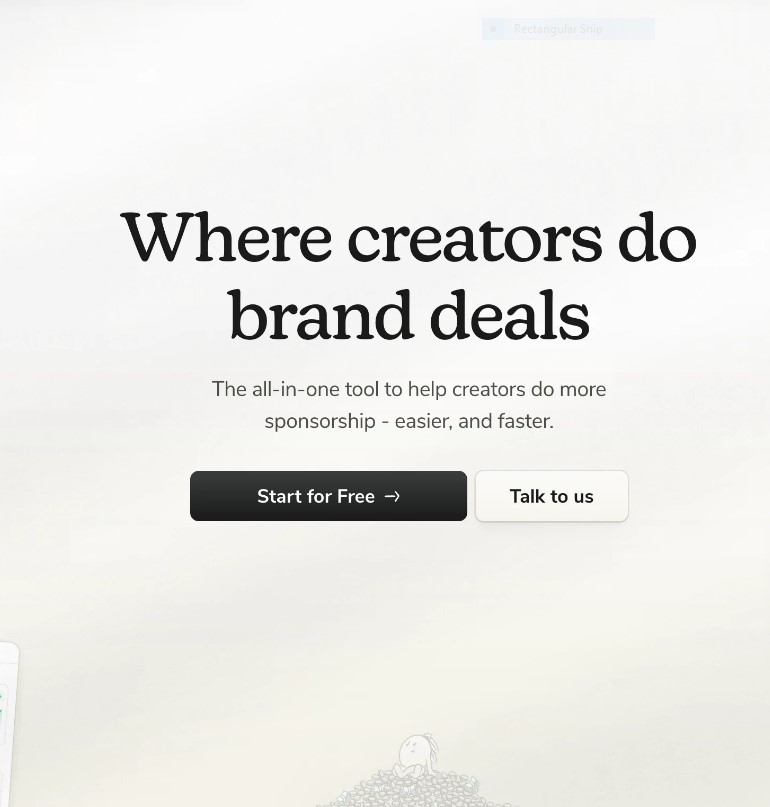 Rectangular Snip
Where creators do
brand deals
The all-in-one tool to help creators do more
sponsorship - easier, and faster.
Start for Free →
Talk to us